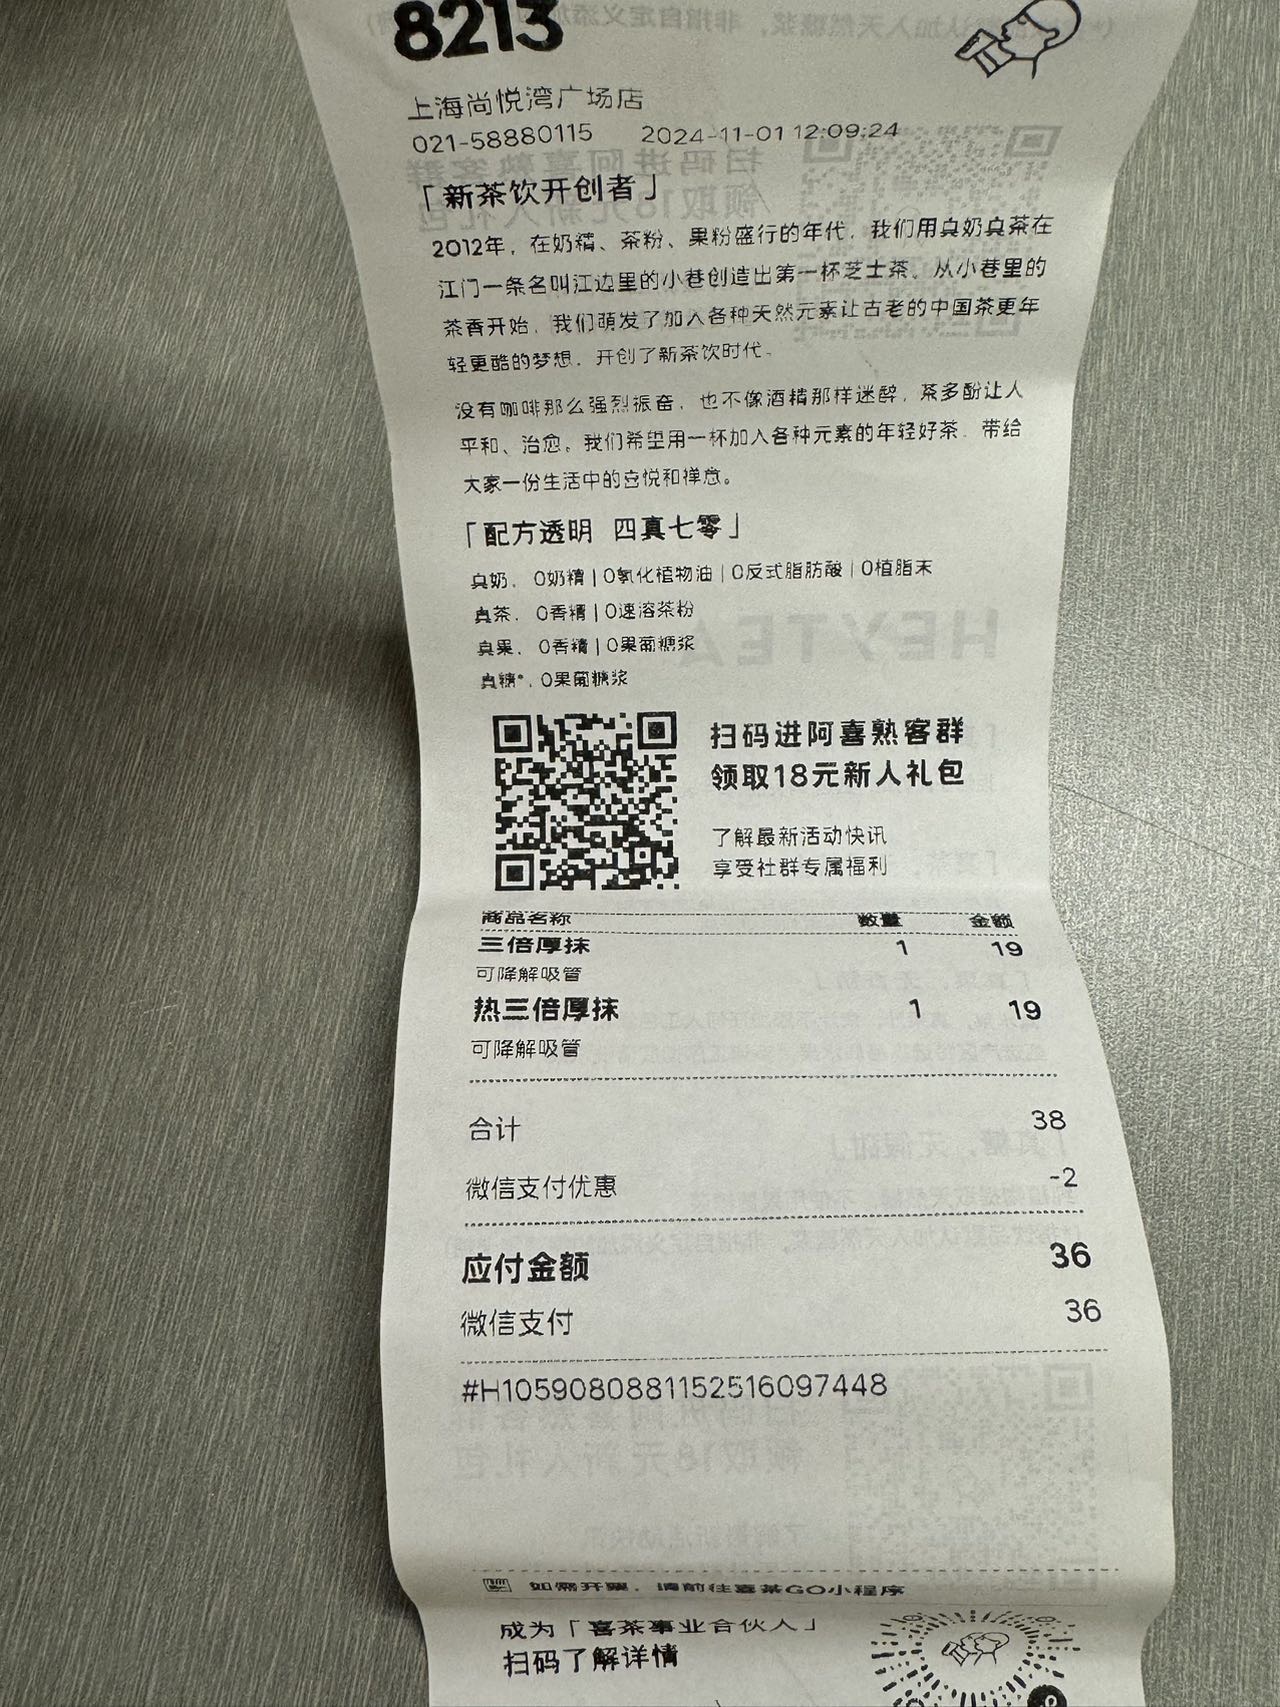 8213
上海尚悦湾广场店
021-58880115 2024-11-01 12:09:24
「新茶饮开创者」
2012年，在奶精、茶粉、果粉盛行的年代，我们用真奶真茶在
江门一条名叫江边里的小巷创造出第一杯芝士茶。从小巷里的
茶香开始，我们萌发了加入各种天然元素让古老的中国茶更年
轻更酷的梦想，开创了新茶饮时代。
没有咖啡那么强烈振奋，也不像酒精那样迷醉，茶多酚让人
平和、治愈。我们希望用一杯加入各种元素的年轻好茶，带给
大家一份生活中的喜悦和禅意。
「配方透明 四真七零」
真奶，0奶精｜0氢化植物油｜0反式脂肪酸｜0植脂末
真茶，0香精｜0速溶茶粉
真果，0香精｜0果葡糖浆
真糖*，0果葡糖浆
扫码进阿喜熟客群
领取18元新人礼包
了解最新活动快讯
享受社群专属福利
商品名称 数量 金额
三倍厚抹 1 19
可降解吸管
热三倍厚抹 1 19
可降解吸管
合计 38
微信支付优惠 -2
应付金额 36
微信支付 36
#H1059080881152516097448
如需开票，请前往喜茶GO小程序
成为「喜茶事业合伙人」
扫码了解详情